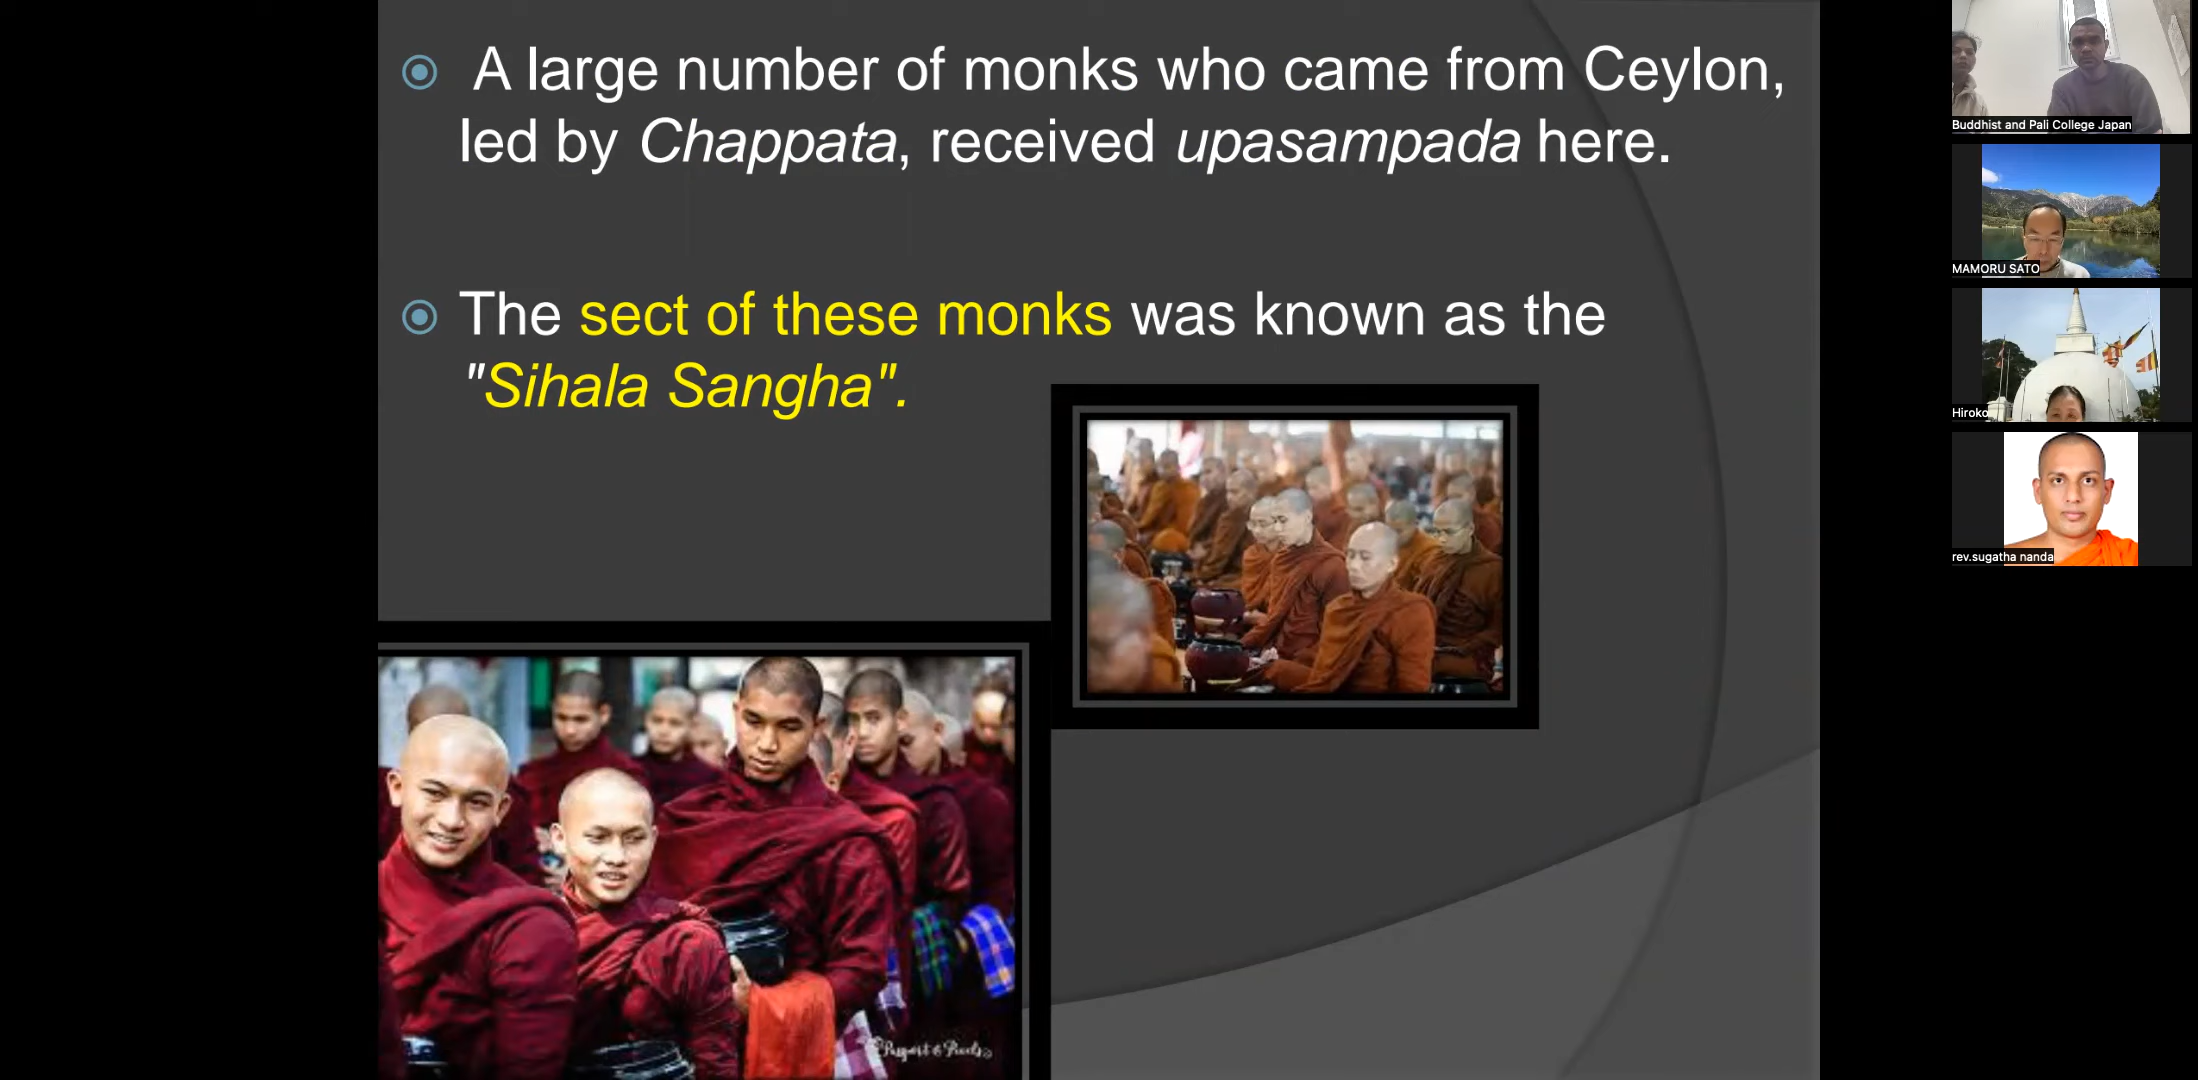 A large number of monks who came from Ceylon,
led by Chappata, received upasampada here.
The sect of these monks was known as the
"Sihala Sangha".
Buddhist and Pali College Japan
MAMORU SATO
Hiroko
rev.sugatha nanda